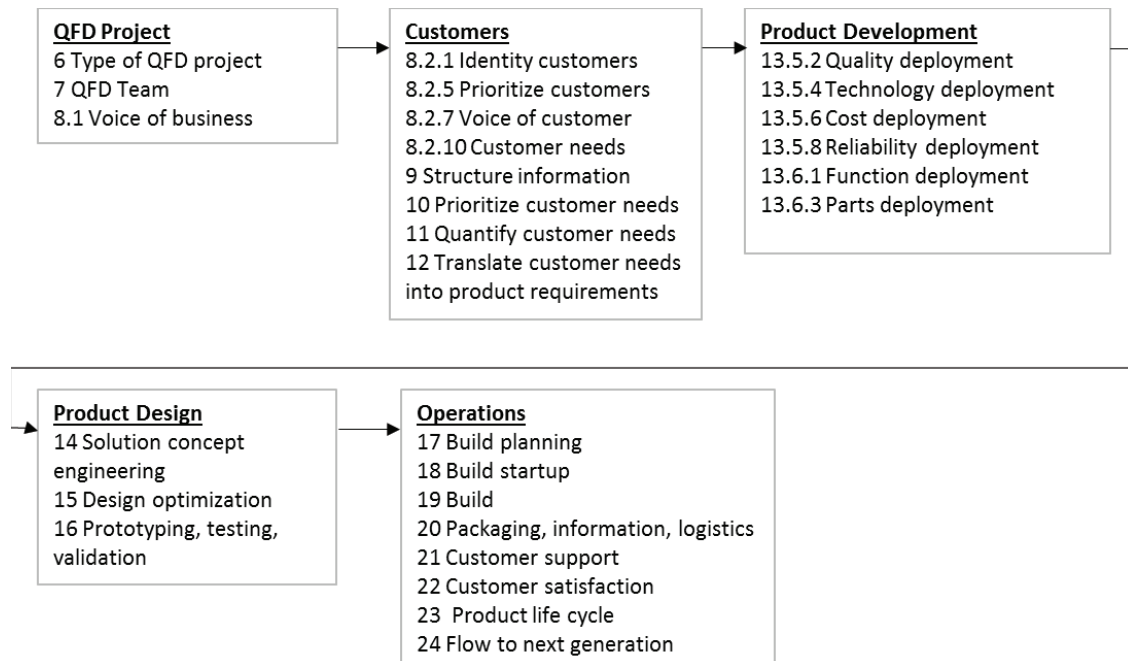 QFD Project
6 Type of QFD project
7 QFD Team
8.1 Voice of business
Customers
8.2.1 Identity customers
8.2.5 Prioritize customers
8.2.7 Voice of customer
8.2.10 Customer needs
9 Structure information
10 Prioritize customer needs
11 Quantify customer needs
12 Translate customer needs
into product requirements
Product Development
13.5.2 Quality deployment
13.5.4 Technology deployment
13.5.6 Cost deployment
13.5.8 Reliability deployment
13.6.1 Function deployment
13.6.3 Parts deployment
Product Design
14 Solution concept
engineering
15 Design optimization
16 Prototyping, testing,
validation
Operations
17 Build planning
18 Build startup
19 Build
20 Packaging, information, logistics
21 Customer support
22 Customer satisfaction
23 Product life cycle
24 Flow to next generation